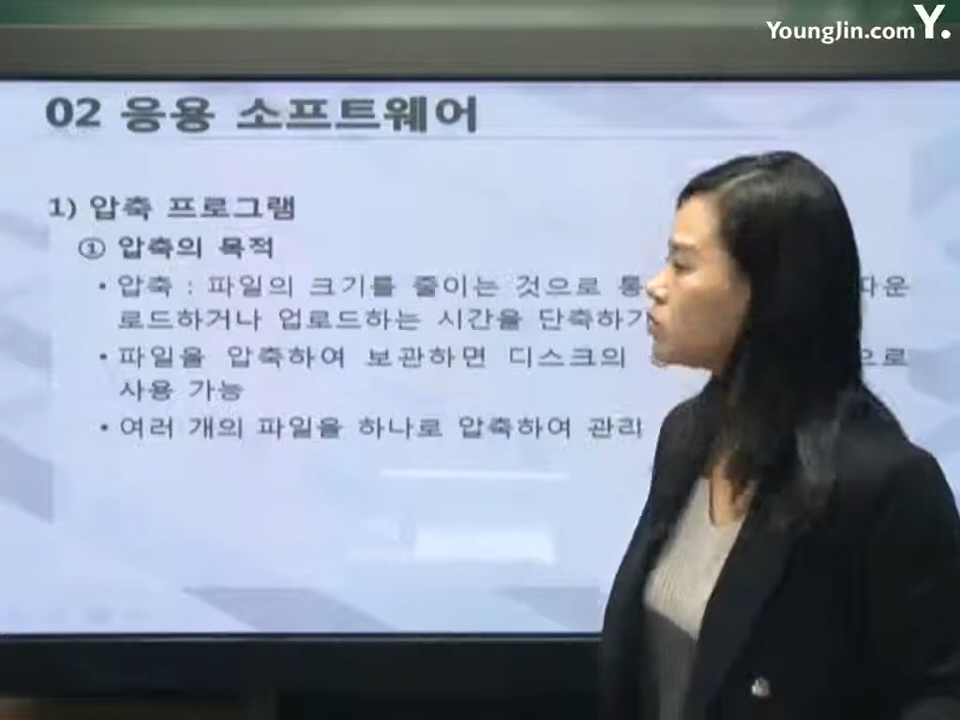 YoungJin.com Y.
02 응용 소프트웨어
1) 압축 프로그램
① 압축의 목적
• 압축 : 파일의 크기를 줄이는 것으로 통 다운
로드하거나 업로드하는 시간을 단축하기
• 파일을 압축하여 보관하면 디스크의 으로
사용 가능
• 여러 개의 파일을 하나로 압축하여 관리